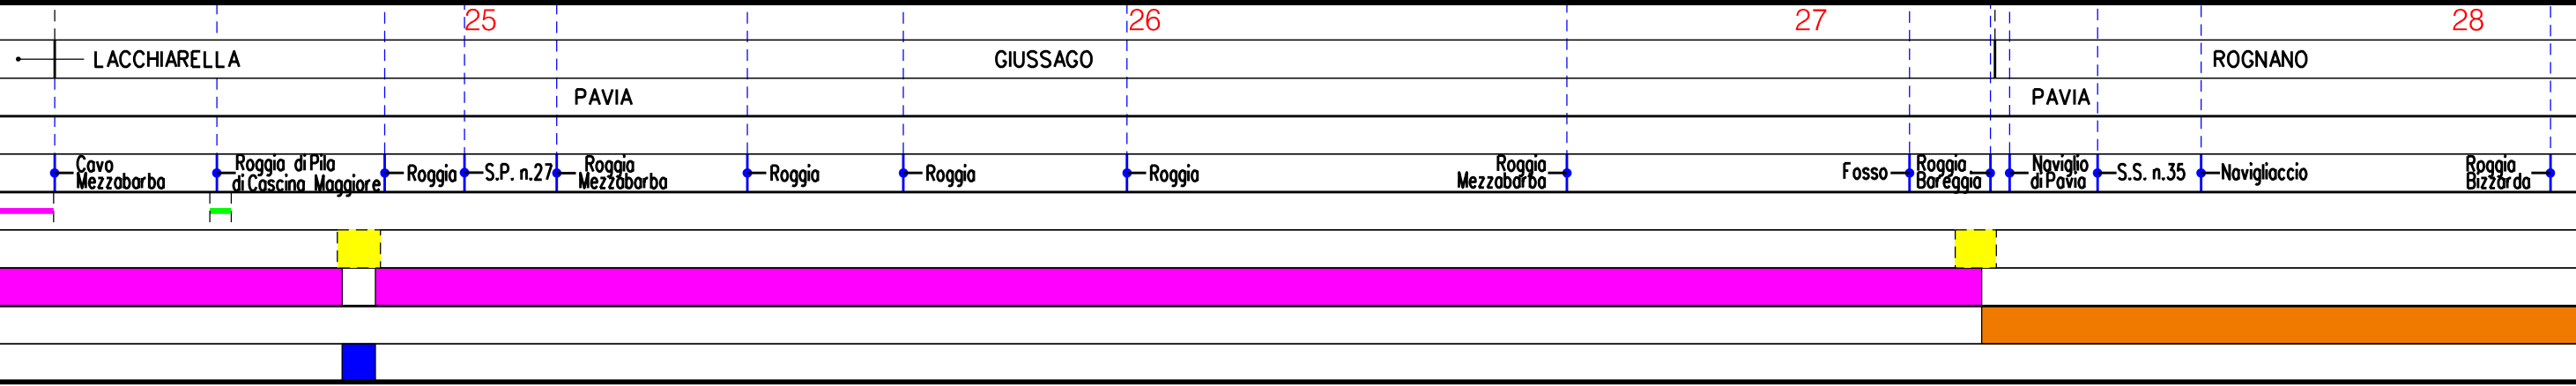 25 26 27 28
LACCHIARELLA GIUSSAGO ROGNANO
PAVIA PAVIA
Cavo
Mezzabarba
Roggia di Pila
di Cascina Maggiore
Roggia
S.P. n.27
Roggia
Mezzabarba
Roggia
Roggia
Roggia
Roggia
Mezzabarba
Fosso
Roggia
Bareggia
Naviglio
di Pavia
S.S. n.35
Navigliaccio
Roggia
Bizzarda